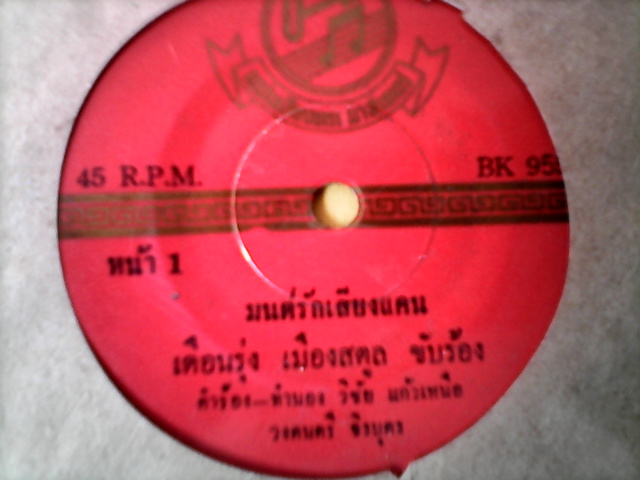 45 R.P.M.
BK 95
หน้า 1
มนต์รักเสียงแคน
เดือนรุ่ง เมืองสตูล ขับร้อง
คำร้อง-ทำนอง วิชัย แก้วเหนือ
วงดนตรี จิรบุตร